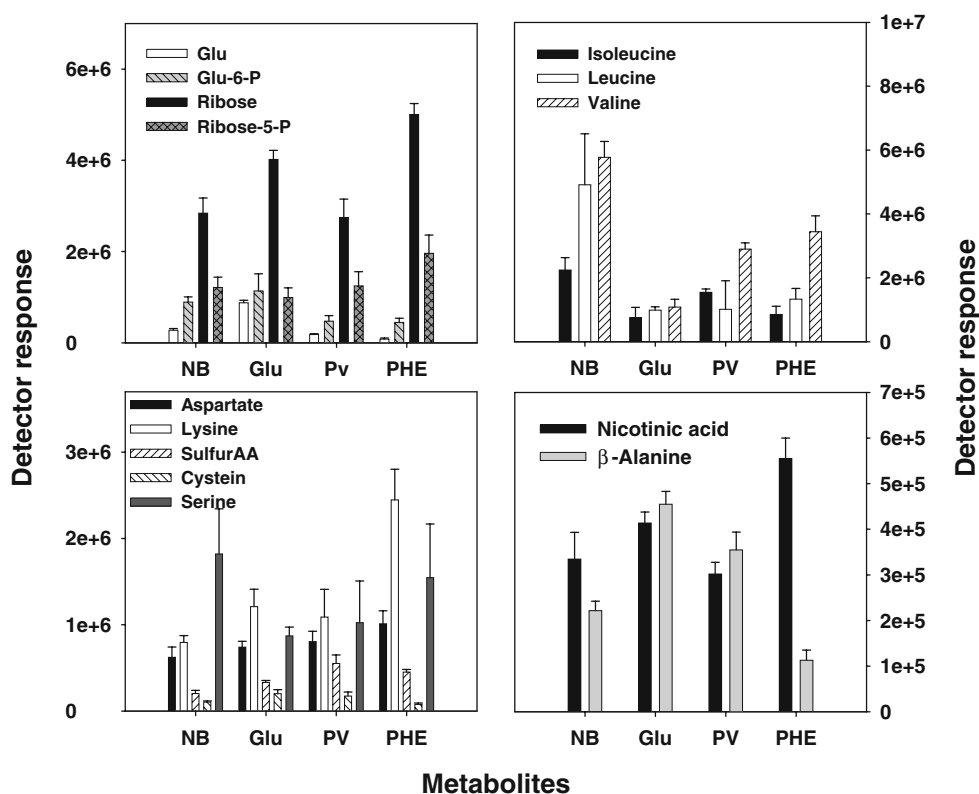 Glu
Glu-6-P
Ribose
Ribose-5-P
6e+6
4e+6
2e+6
0
NB Glu Pv PHE
Isoleucine
Leucine
Valine
1e+7
8e+6
6e+6
4e+6
2e+6
0
NB Glu PV PHE
Aspartate
Lysine
SulfurAA
Cystein
Serine
3e+6
2e+6
1e+6
0
NB Glu PV PHE
Nicotinic acid
β-Alanine
7e+5
6e+5
5e+5
4e+5
3e+5
2e+5
1e+5
0
NB Glu PV PHE
Detector response
Detector response
Metabolites